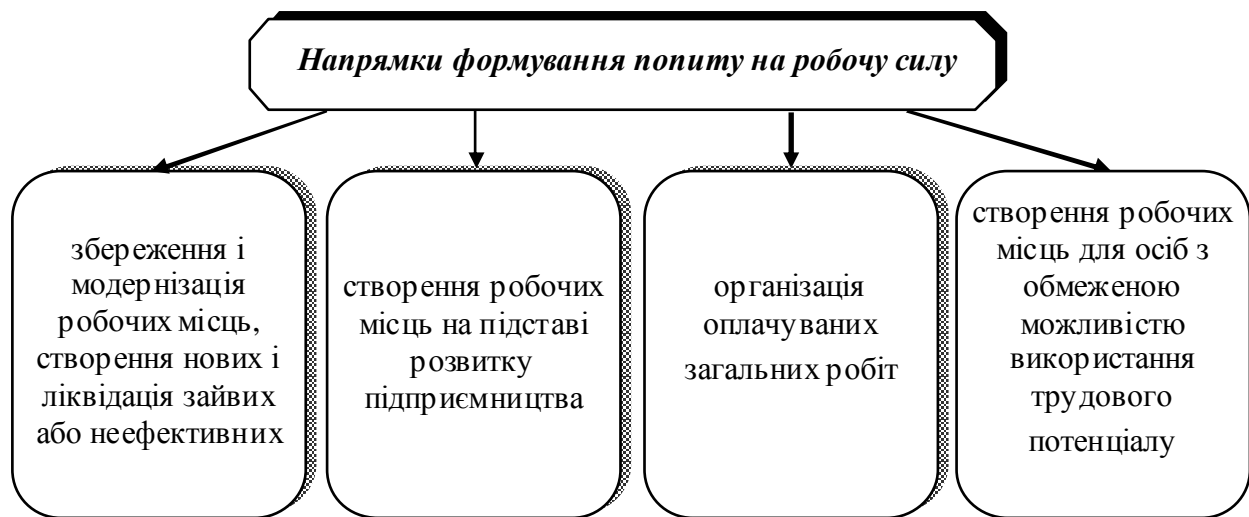 Напрямки формування попиту на робочу силу
збереження і
модернізація
робочих місць,
створення нових і
ліквідація зайвих
або неефективних
створення робочих
місць на підставі
розвитку
підприємництва
організація
оплачуваних
загальних робіт
створення робочих
місць для осіб з
обмеженою
можливістю
використання
трудового
потенціалу